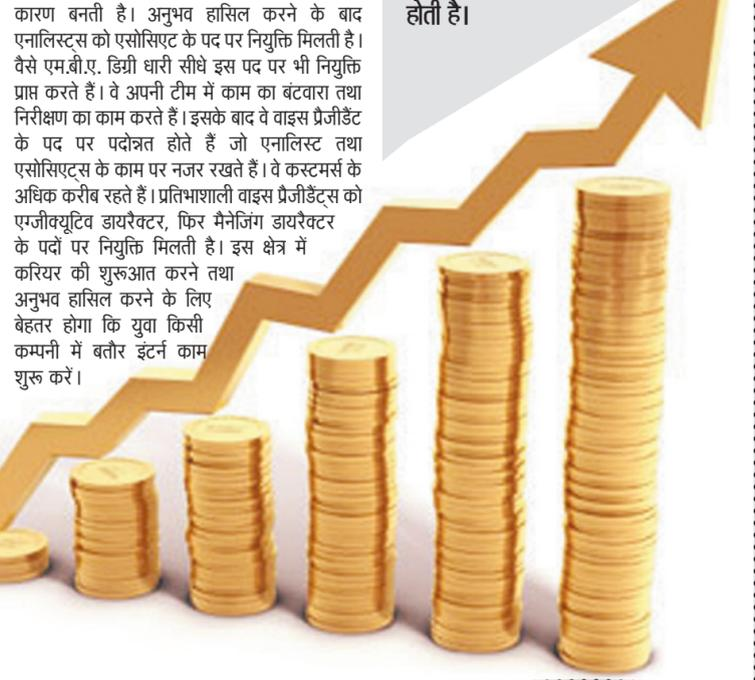 कारण बनती है। अनुभव हासिल करने के बाद
एनालिस्ट्स को एसोसिएट के पद पर नियुक्ति मिलती है।
वैसे एम.बी.ए. डिग्री धारी सीधे इस पद पर भी नियुक्ति
प्राप्त करते हैं। वे अपनी टीम में काम का बंटवारा तथा
निरीक्षण का काम करते हैं। इसके बाद वे वाइस प्रैजीडैंट
के पद पर पदोन्नत होते हैं जो एनालिस्ट तथा
एसोसिएट्स के काम पर नजर रखते हैं। वे कस्टमर्स के
अधिक करीब रहते हैं। प्रतिभाशाली वाइस प्रैजीडैंट्स को
एग्जीक्यूटिव डायरैक्टर, फिर मैनेजिंग डायरैक्टर
के पदों पर नियुक्ति मिलती है। इस क्षेत्र में
करियर की शुरूआत करने तथा
अनुभव हासिल करने के लिए
बेहतर होगा कि युवा किसी
कम्पनी में बतौर इंटर्न काम
शुरू करें।
होती है।